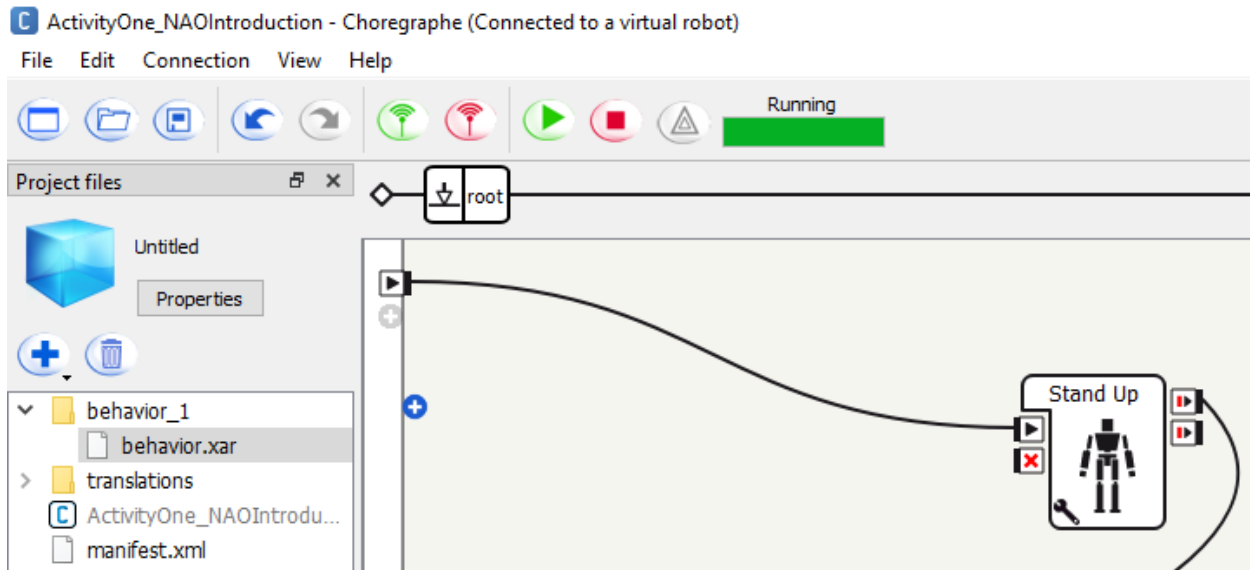 ActivityOne_NAOIntroduction - Choregraphe (Connected to a virtual robot)
File Edit Connection View Help
Running
Project files
root
Untitled
Properties
behavior_1
behavior.xar
translations
ActivityOne_NAOIntrodu...
manifest.xml
Stand Up